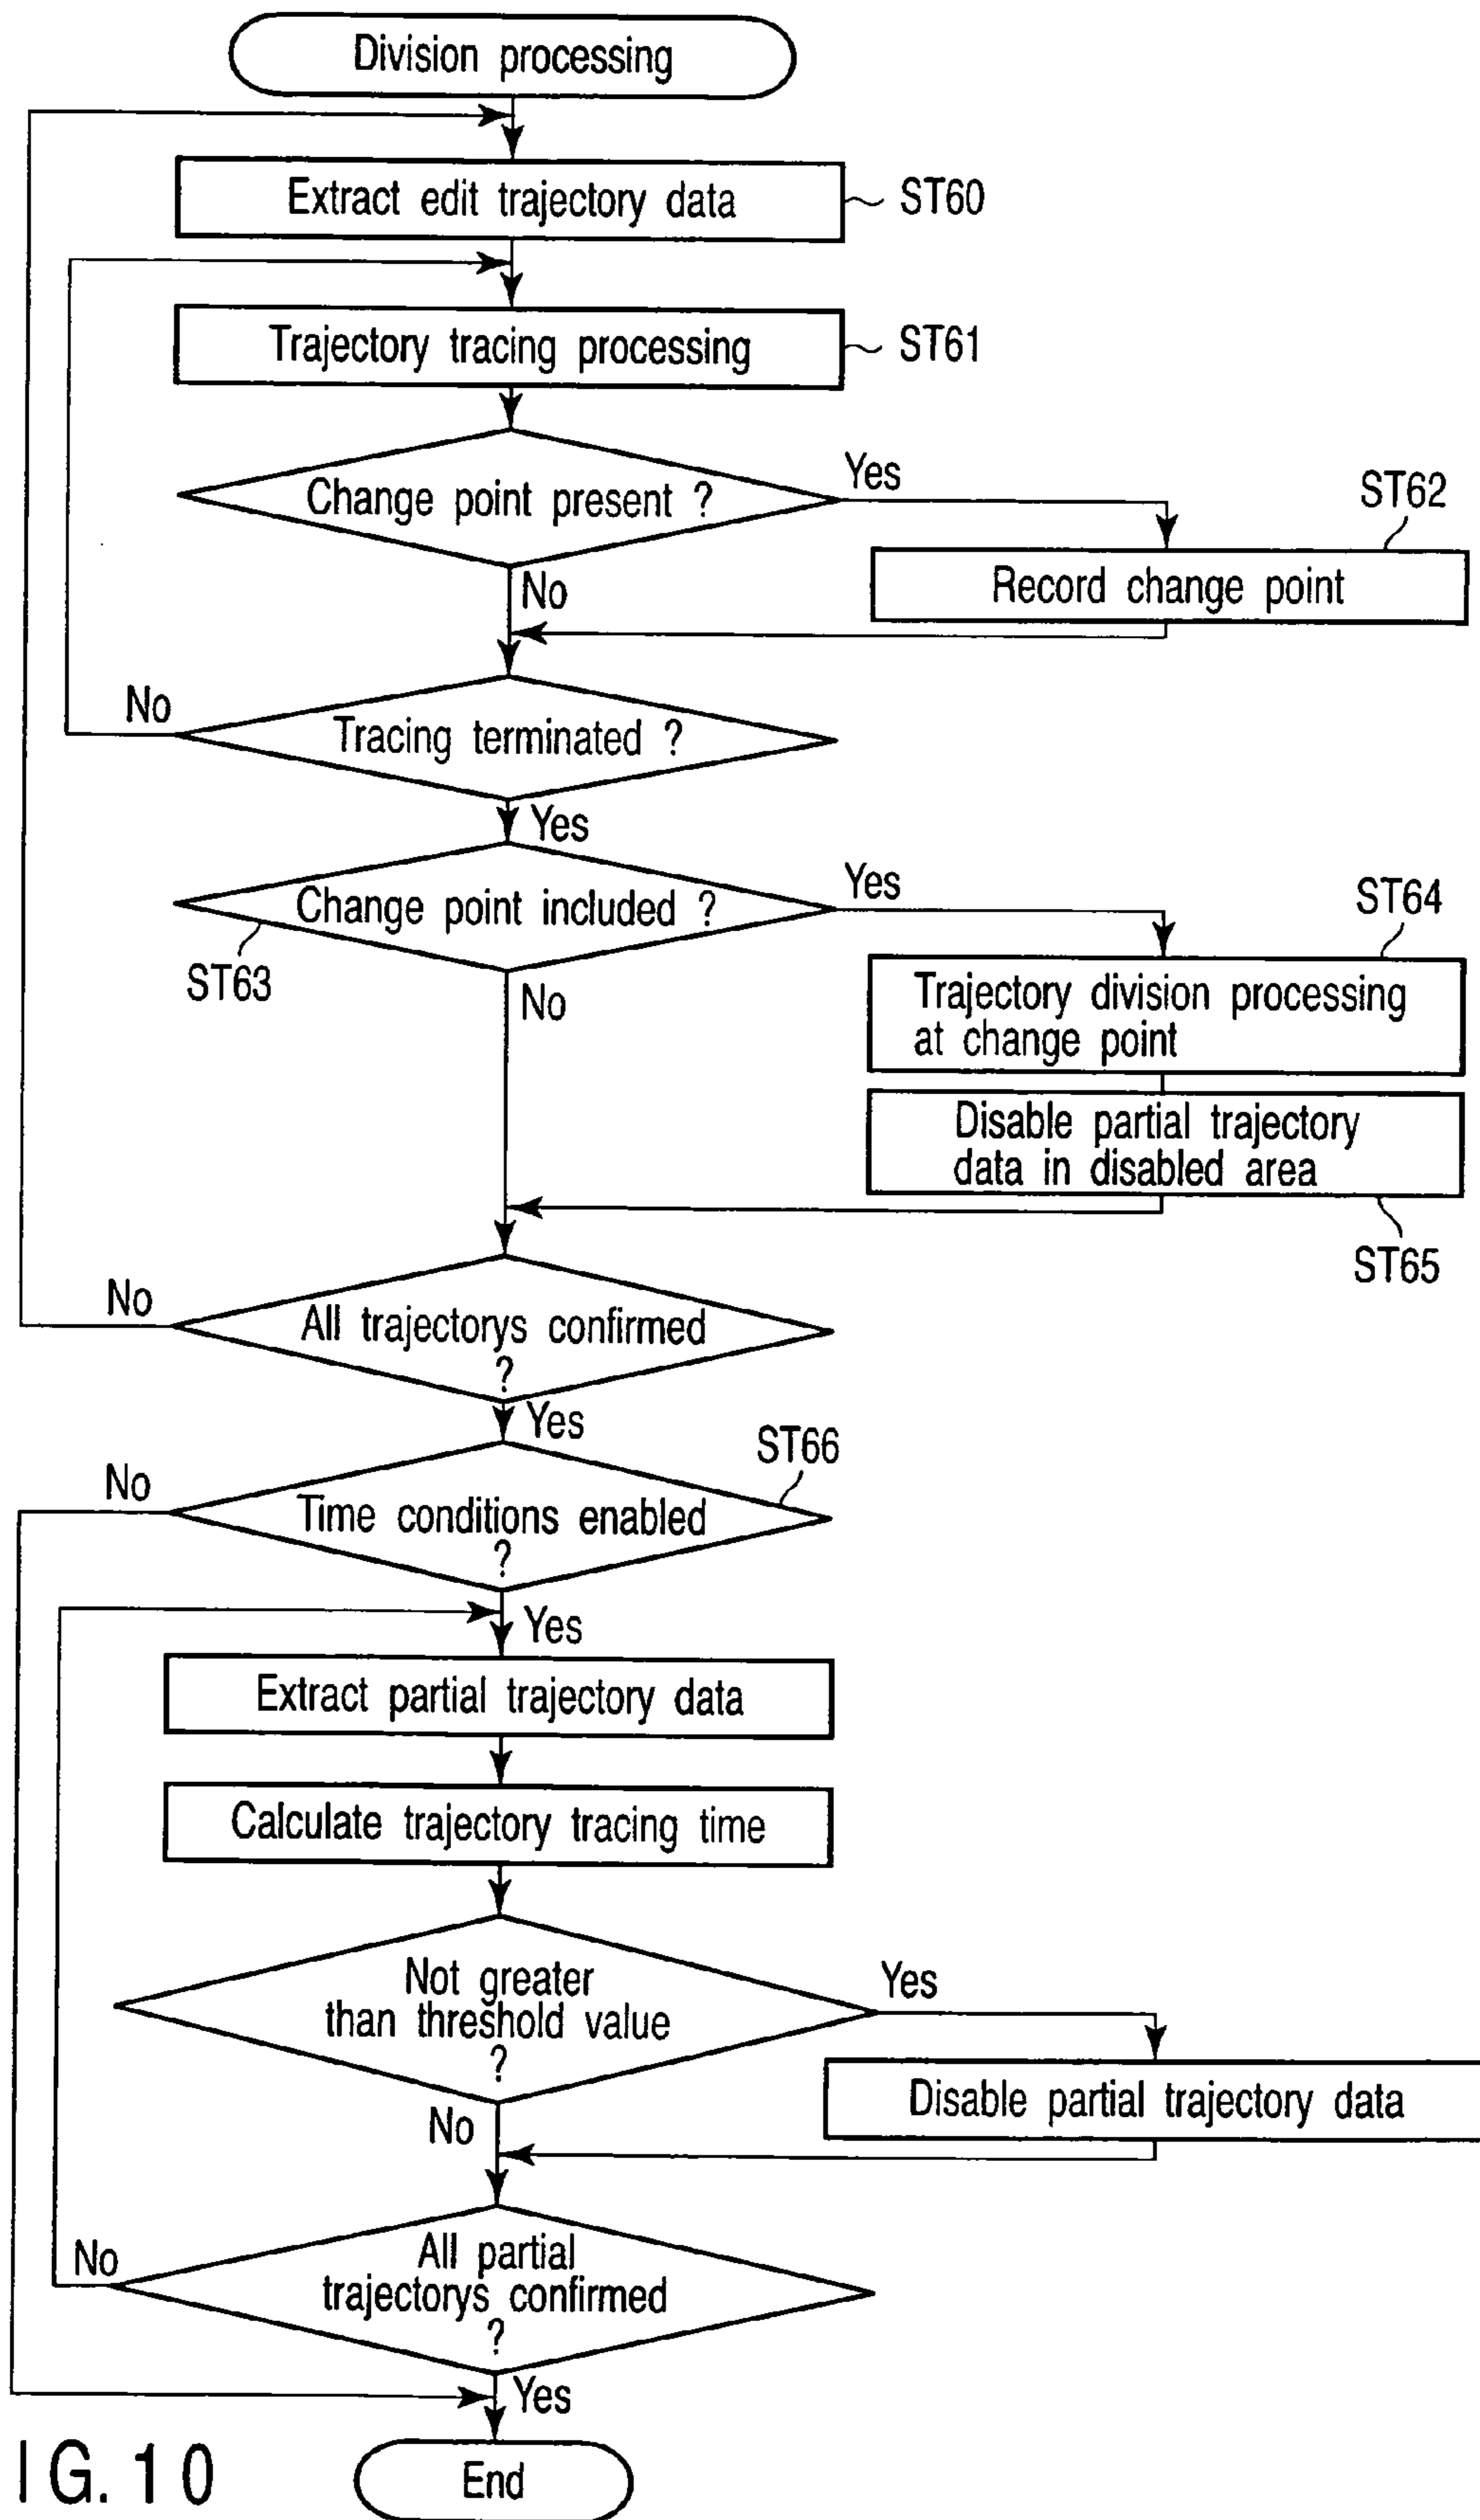 Division processing
Extract edit trajectory data
ST60
Trajectory tracing processing
ST61
Change point present ?
Yes
ST62
Record change point
No
Tracing terminated ?
No
Yes
Change point included ?
Yes
ST63
ST64
No
Trajectory division processing
at change point
Disable partial trajectory
data in disabled area
ST65
All trajectorys confirmed
?
No
Yes
ST66
Time conditions enabled
?
No
Yes
Extract partial trajectory data
Calculate trajectory tracing time
Not greater
than threshold value
?
Yes
Disable partial trajectory data
No
All partial
trajectorys confirmed
?
No
Yes
End
IG. 10